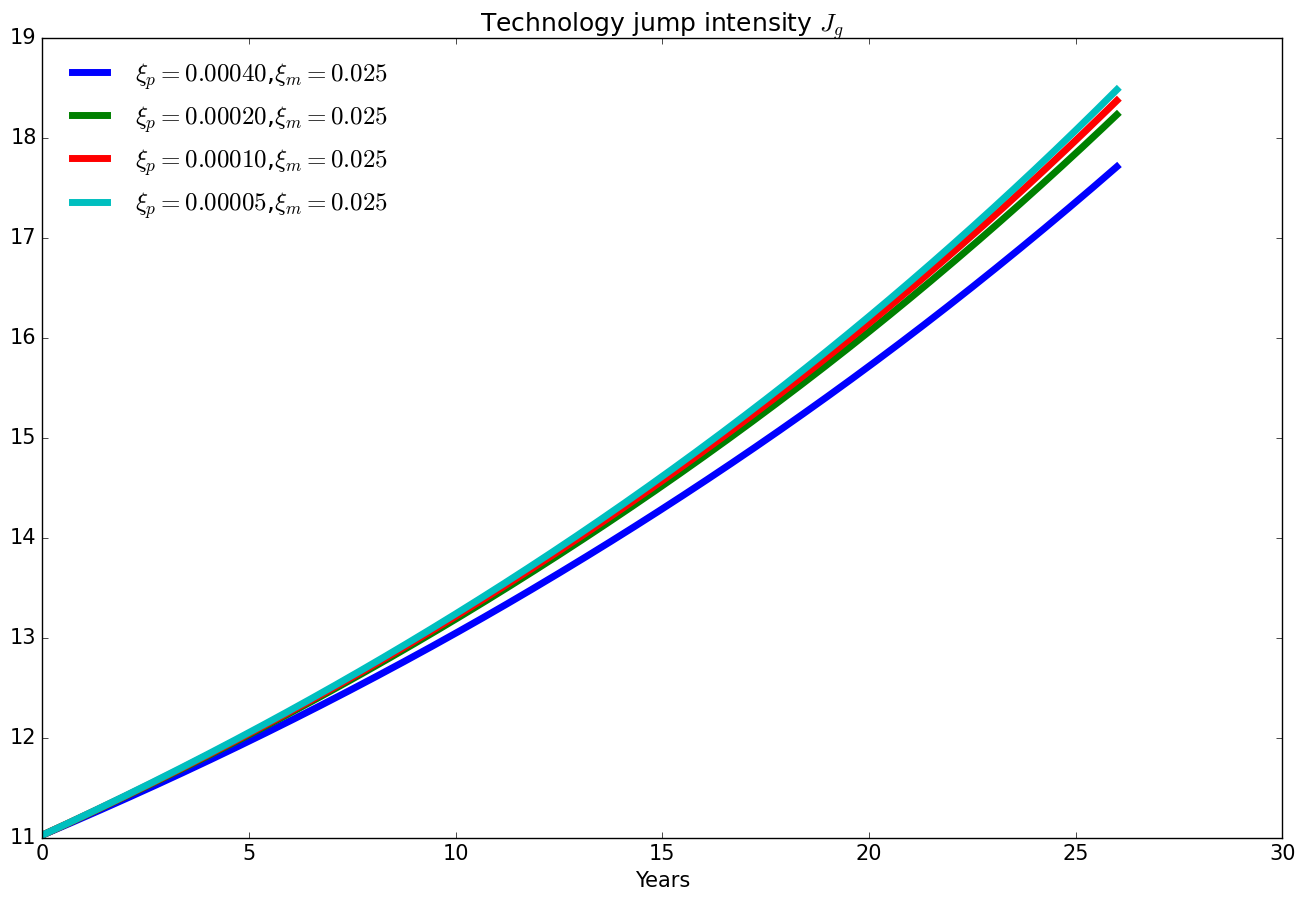 Technology jump intensity $J_g$
19
18
17
16
15
14
13
12
11
$\xi_p = 0.00040$,$\xi_m = 0.025$
$\xi_p = 0.00020$,$\xi_m = 0.025$
$\xi_p = 0.00010$,$\xi_m = 0.025$
$\xi_p = 0.00005$,$\xi_m = 0.025$
0 5 10 15 20 25 30
Years